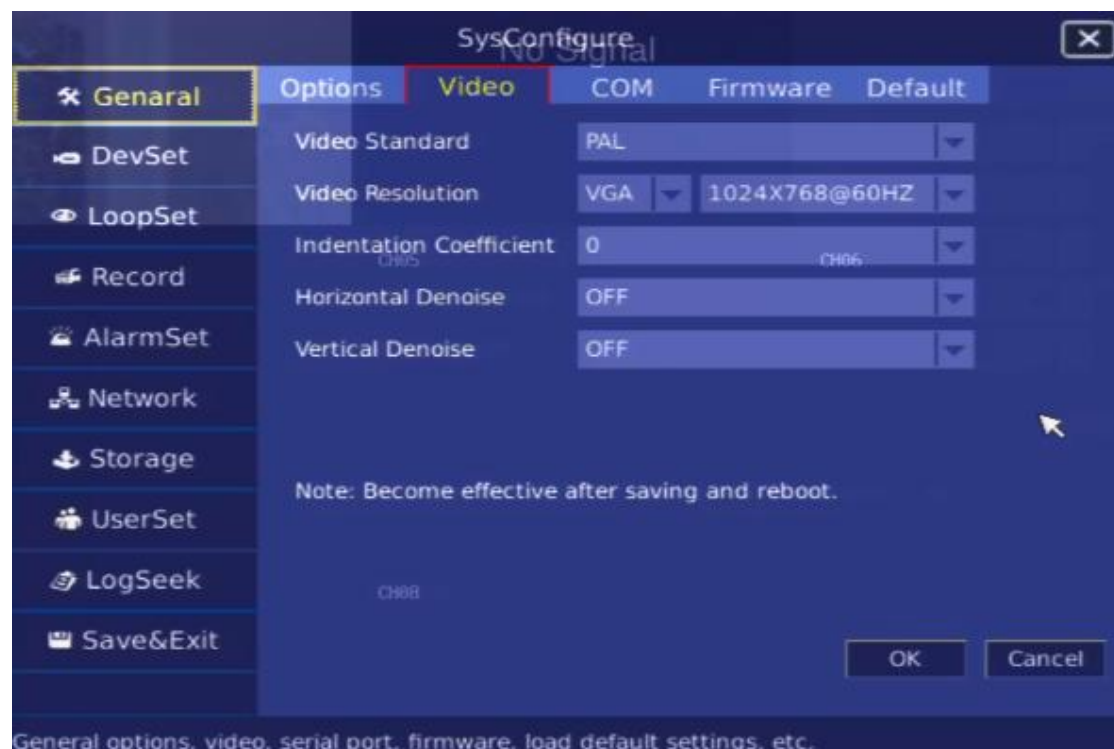 SysConfigure
No Signal
Genaral
DevSet
LoopSet
Record
AlarmSet
Network
Storage
UserSet
LogSeek
Save&Exit
Options Video COM Firmware Default
Video Standard PAL
Video Resolution VGA 1024X768@60HZ
Indentation Coefficient 0
CH05 CH06
Horizontal Denoise OFF
Vertical Denoise OFF
Note: Become effective after saving and reboot.
CH08
OK Cancel
General options, video, serial port, firmware, load default settings, etc.